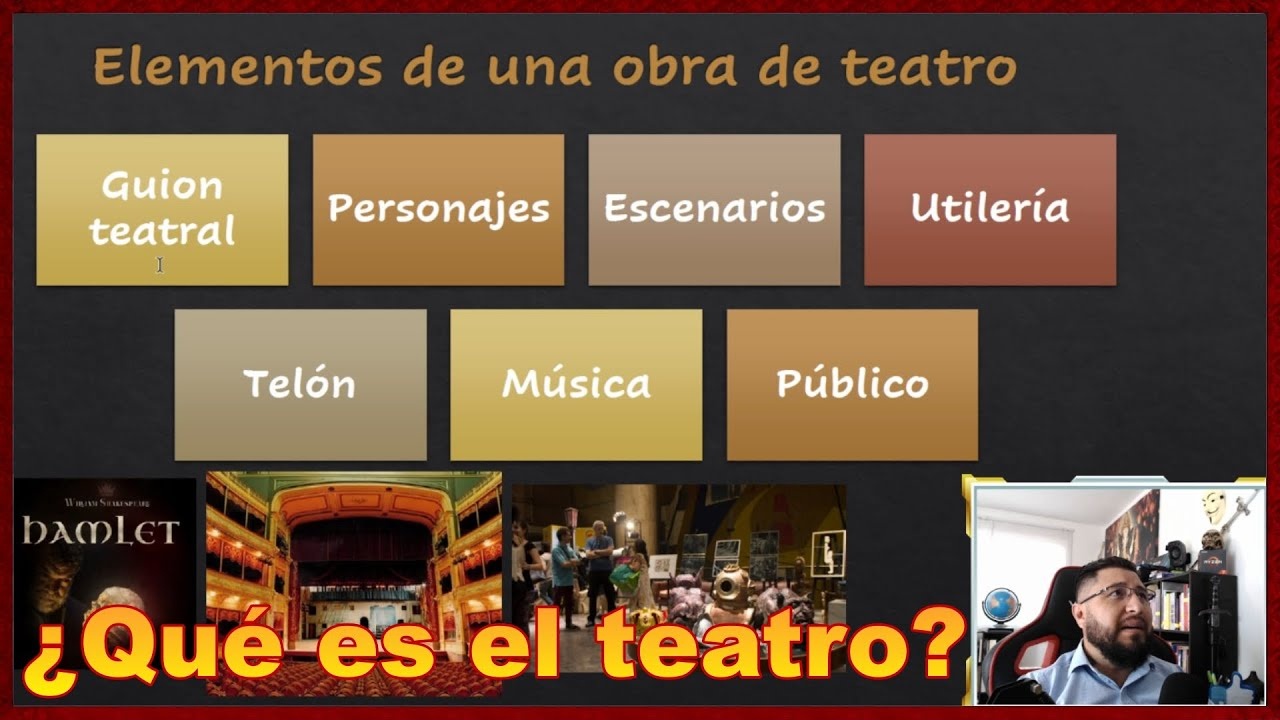 Elementos de una obra de teatro
Guion
teatral
Personajes
Escenarios
Utilería
Telón
Música
Público
WILLIAM SHAKESPEARE
HAMLET
¿Qué es el teatro?